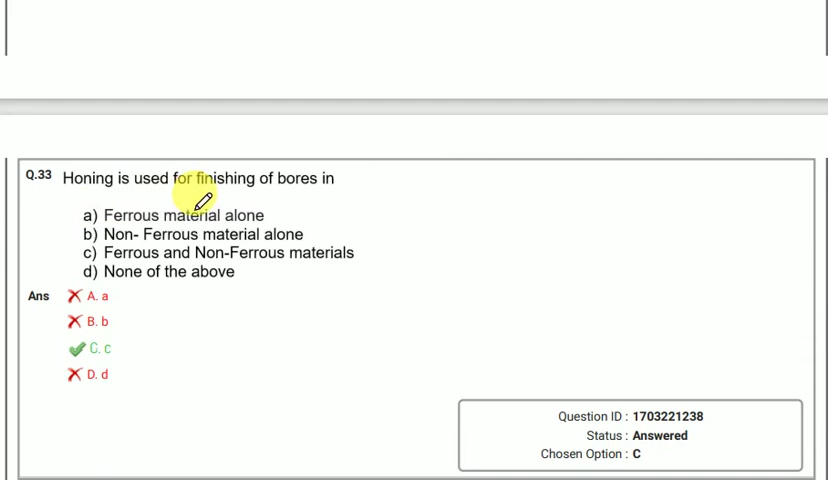 Q.33 Honing is used for finishing of bores in
a) Ferrous material alone
b) Non- Ferrous material alone
c) Ferrous and Non-Ferrous materials
d) None of the above
Ans A. a
B. b
C. c
D. d
Question ID : 1703221238
Status : Answered
Chosen Option : C